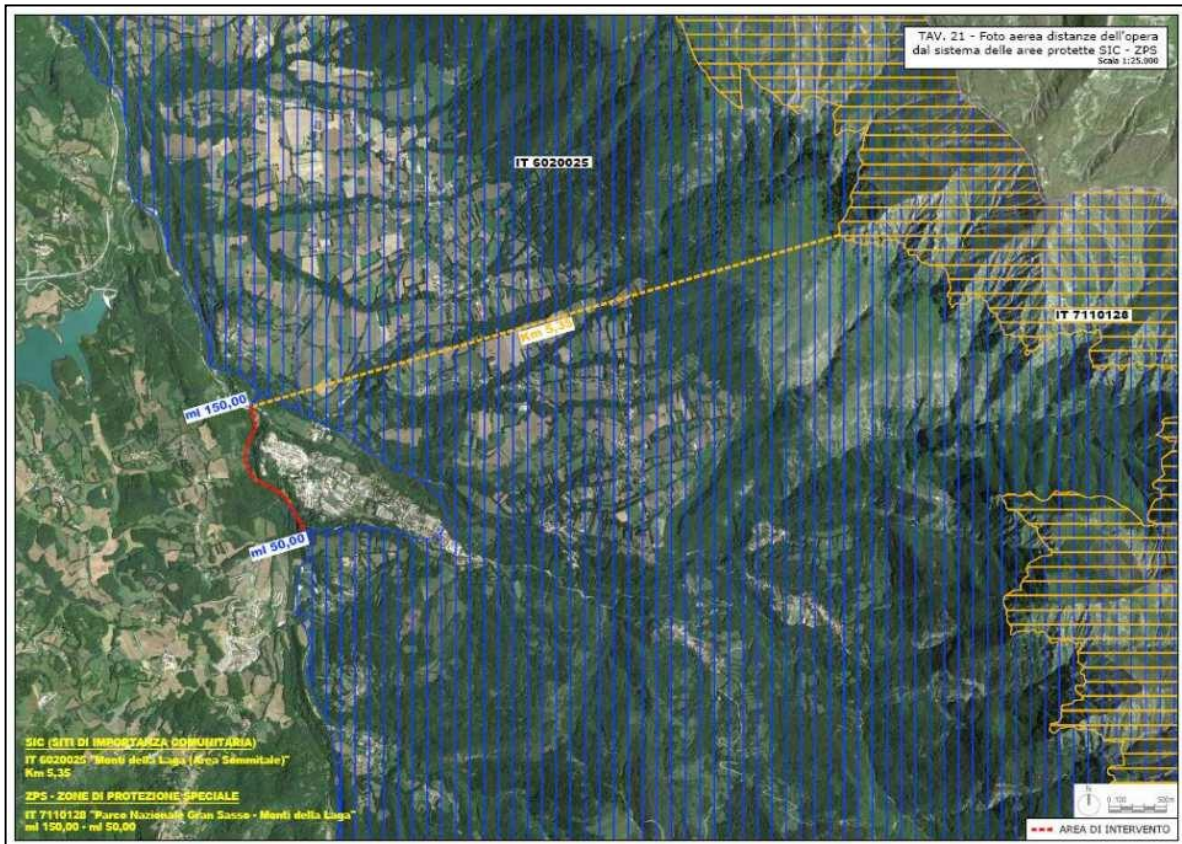 TAV. 21 - Foto aerea distanze dell'opera
dal sistema delle aree protette SIC - ZPS
Scala 1:25.000
IT 6020025
IT 7110128
Km 5,35
ml 150,00
ml 50,00
SIC (SITI DI IMPORTANZA COMUNITARIA)
IT 6020025 "Monti della Laga (Area Sommitale)"
Km 5,35
ZPS - ZONE DI PROTEZIONE SPECIALE
IT 7110128 "Parco Nazionale Gran Sasso - Monti della Laga"
ml 150,00 - ml 50,00
N
0 100 500m
AREA DI INTERVENTO